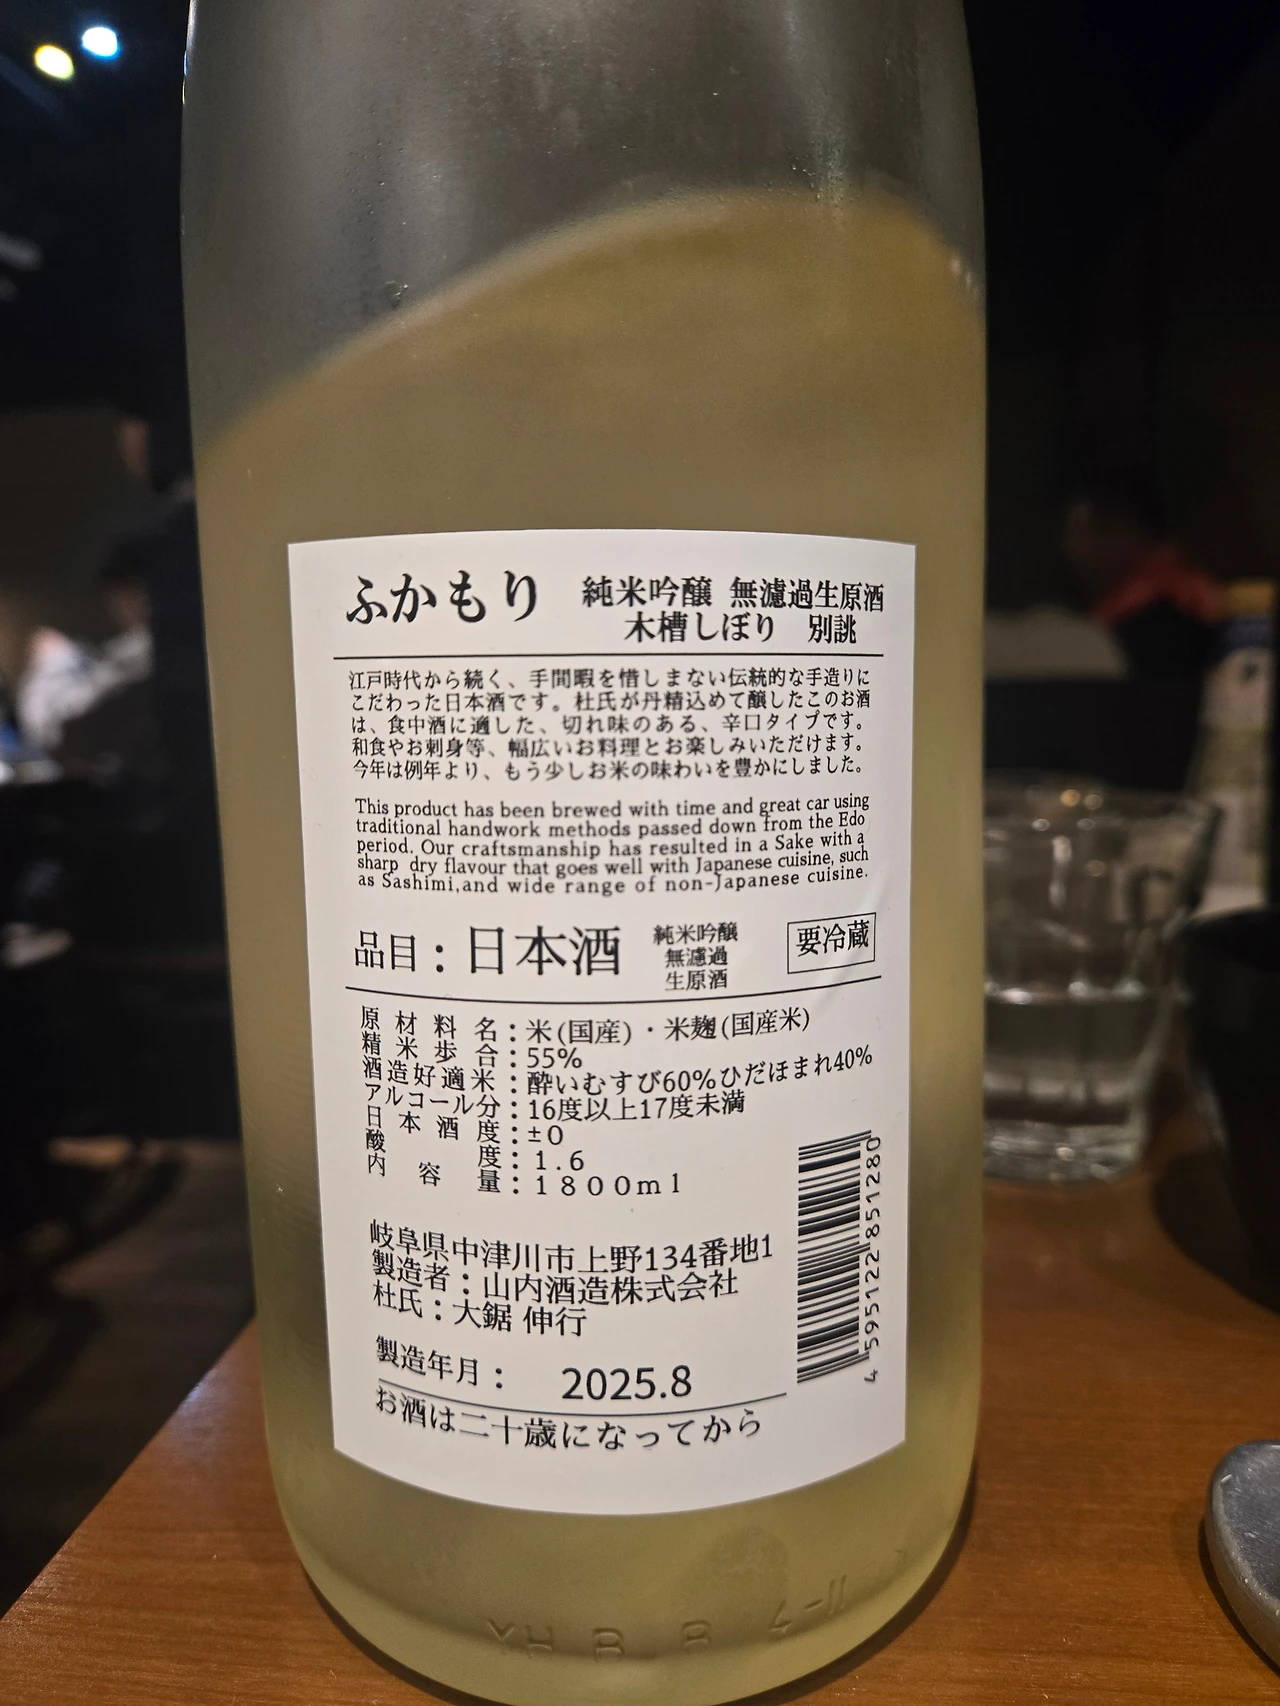 ふかもり 純米吟醸 無濾過生原酒
木槽しぼり 別誂
江戸時代から続く、手間暇を惜しまない伝統的な手造りに
こだわった日本酒です。杜氏が丹精込めて醸したこのお酒
は、食中酒に適した、切れ味のある、辛口タイプです。
和食やお刺身等、幅広いお料理とお楽しみいただけます。
今年は例年より、もう少しお米の味わいを豊かにしました。
This product has been brewed with time and great car using
traditional handwork methods passed down from the Edo
period. Our craftsmanship has resulted in a Sake with a
sharp dry flavour that goes well with Japanese cuisine, such
as Sashimi,and wide range of non-Japanese cuisine.
品目：日本酒
純米吟醸
無濾過
生原酒
要冷蔵
原材料名：米(国産)・米麹(国産米)
精米歩合：55%
酒造好適米：酔いむすび60%ひだほまれ40%
アルコール分：16度以上17度未満
日本酒度：±0
酸度：1.6
内容量：1800ml
岐阜県中津川市上野134番地1
製造者：山内酒造株式会社
杜氏：大鋸 伸行
製造年月： 2025.8
お酒は二十歳になってから
4 595122 851280